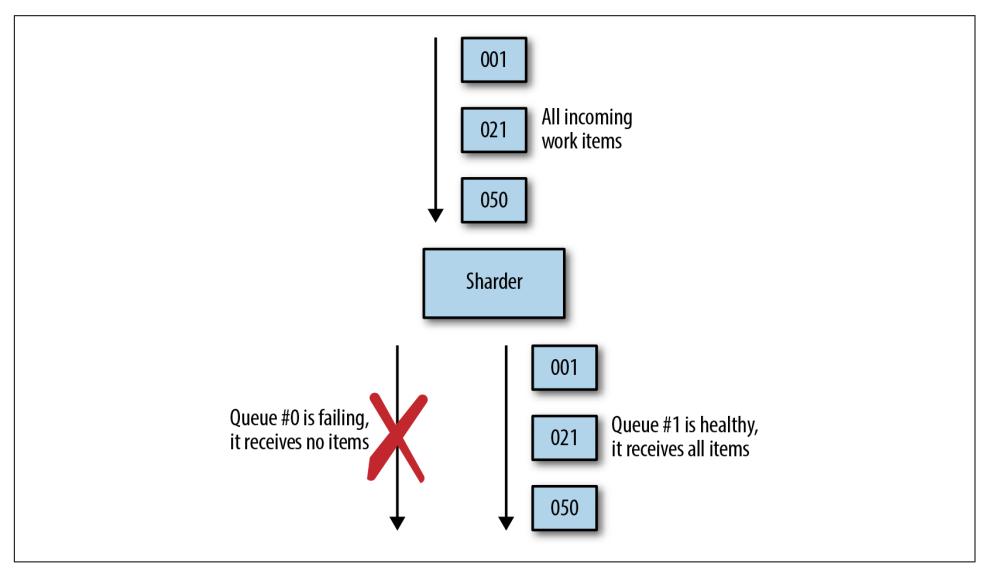 001
021
All incoming
work items
050
Sharder
Queue #0 is failing,
it receives no items
001
021
Queue #1 is healthy,
it receives all items
050